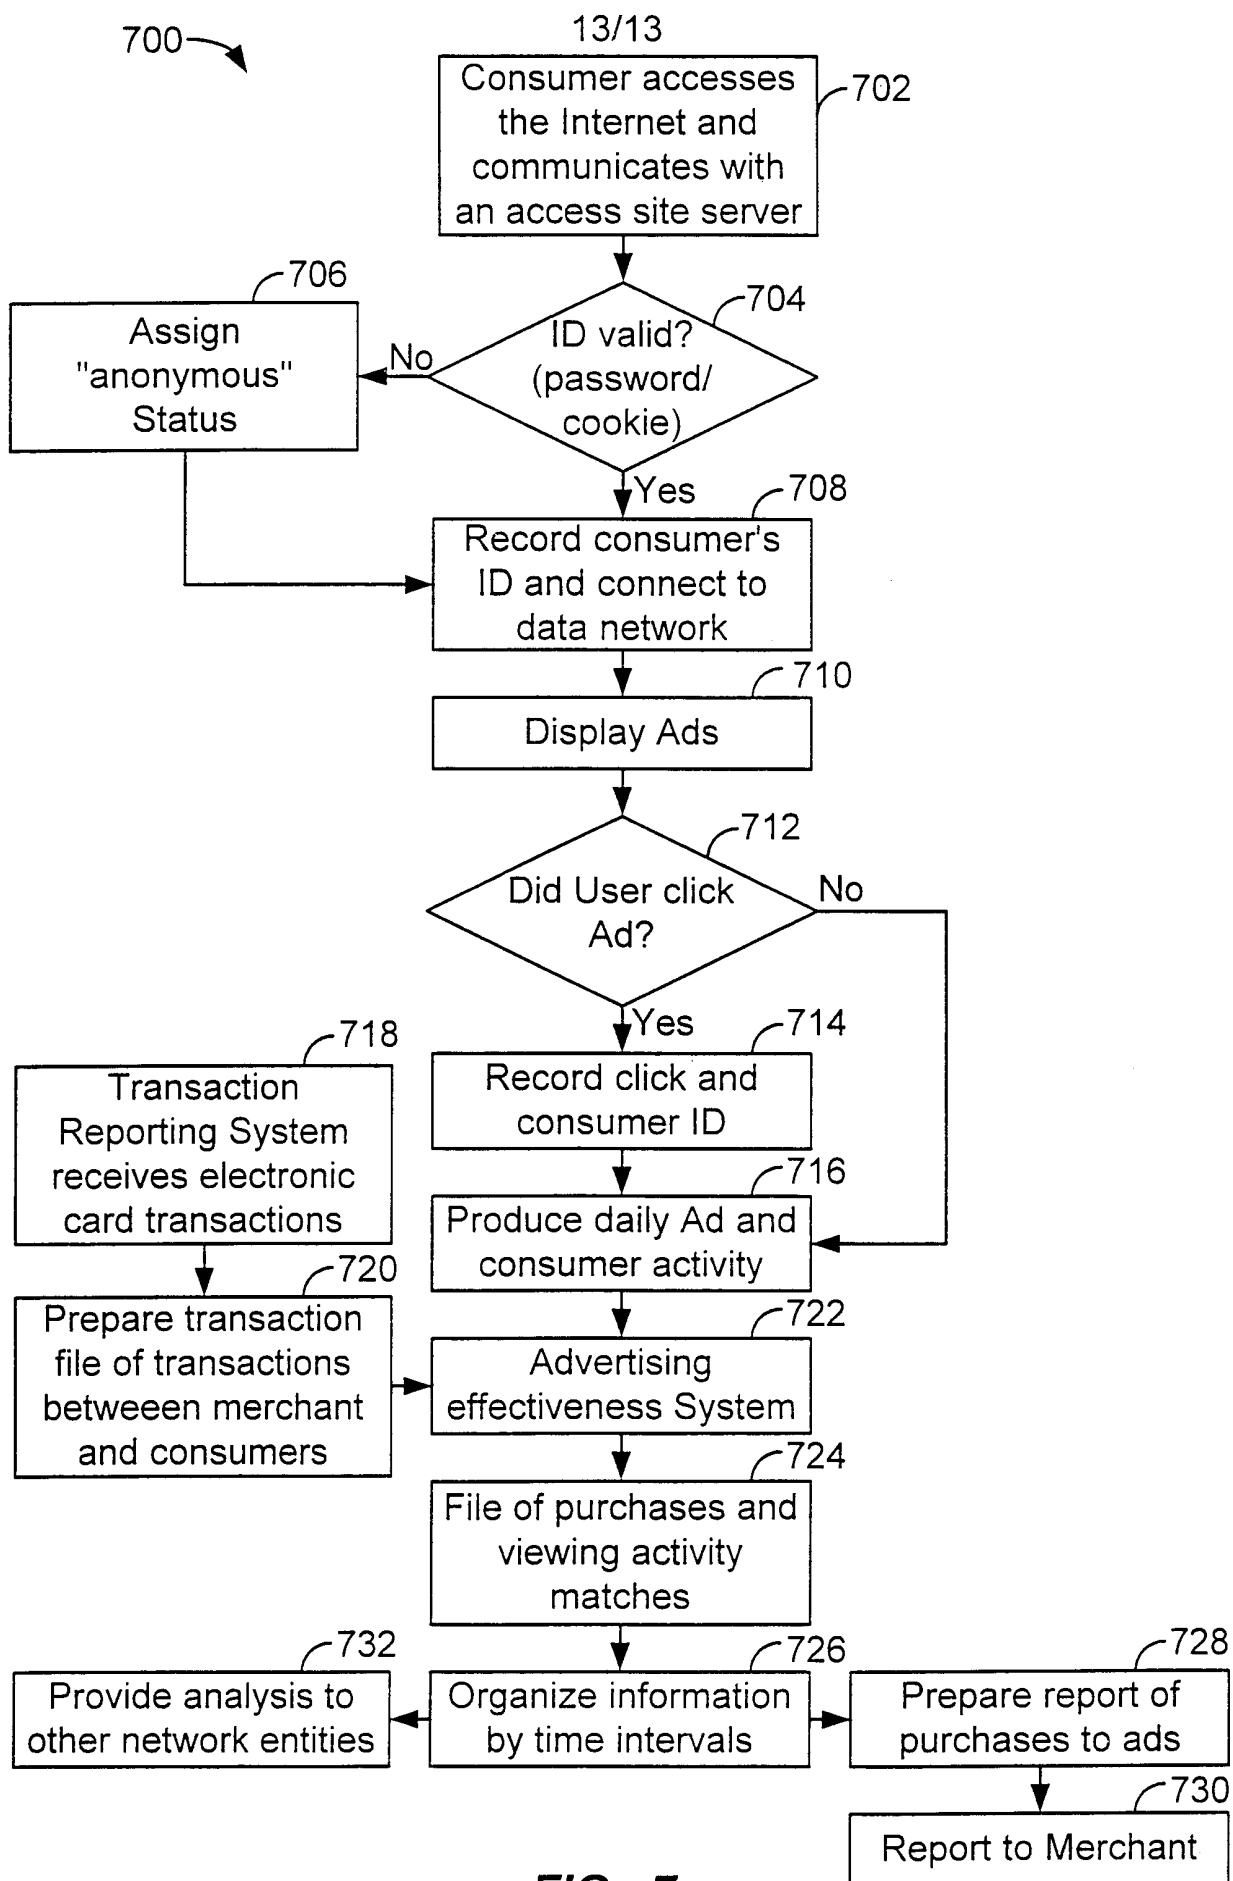 13/13
700
Consumer accesses
the Internet and
communicates with
an access site server
702
704
ID valid?
(password/
cookie)
No
706
Assign
"anonymous"
Status
Yes
708
Record consumer's
ID and connect to
data network
710
Display Ads
712
Did User click
Ad?
No
Yes
714
Record click and
consumer ID
716
Produce daily Ad and
consumer activity
718
Transaction
Reporting System
receives electronic
card transactions
720
Prepare transaction
file of transactions
betweeen merchant
and consumers
722
Advertising
effectiveness System
724
File of purchases and
viewing activity
matches
726
Organize information
by time intervals
732
Provide analysis to
other network entities
728
Prepare report of
purchases to ads
730
Report to Merchant